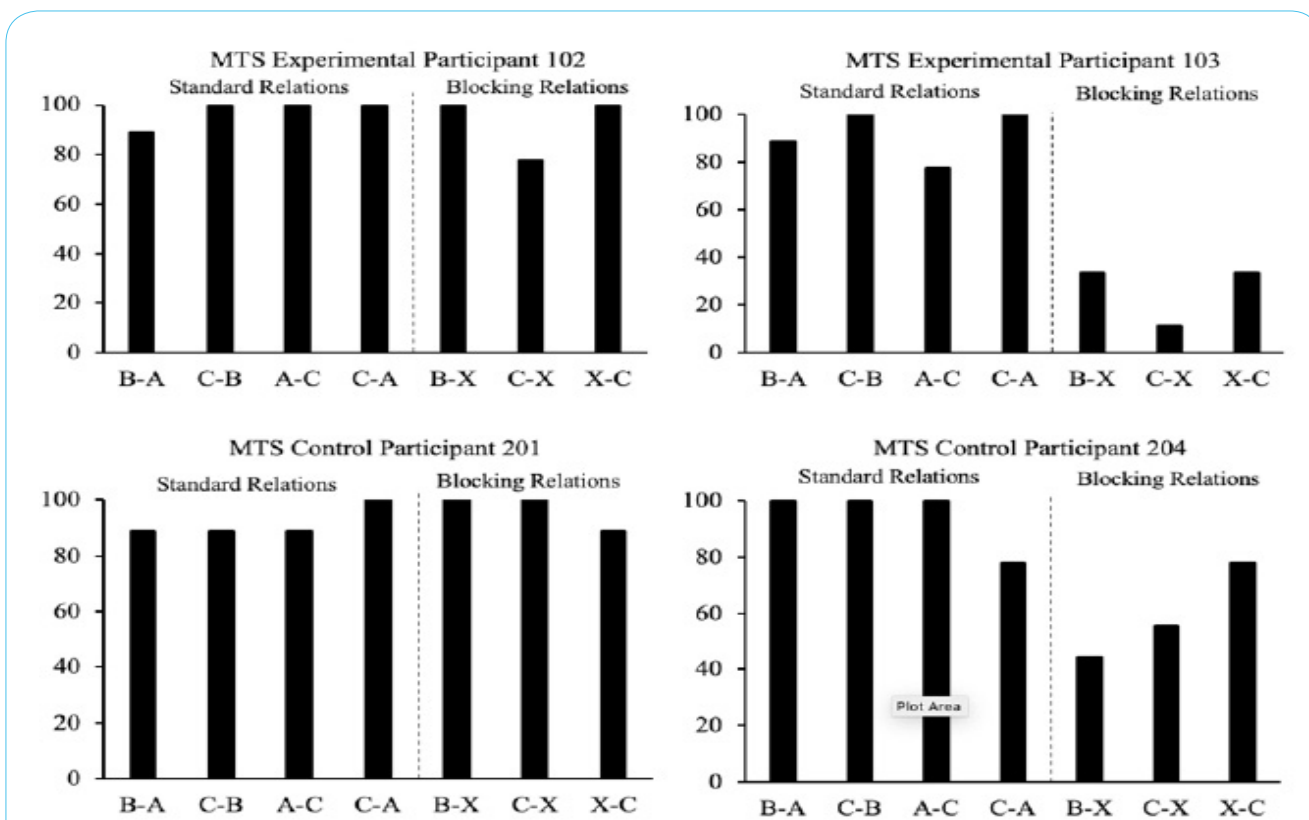 MTS Experimental Participant 102
Standard Relations Blocking Relations
100
80
60
40
20
0
B-A C-B A-C C-A B-X C-X X-C
MTS Experimental Participant 103
Standard Relations Blocking Relations
100
80
60
40
20
0
B-A C-B A-C C-A B-X C-X X-C
MTS Control Participant 201
Standard Relations Blocking Relations
100
80
60
40
20
0
B-A C-B A-C C-A B-X C-X X-C
MTS Control Participant 204
Standard Relations Blocking Relations
100
80
60
40
20
0
Plot Area
B-A C-B A-C C-A B-X C-X X-C